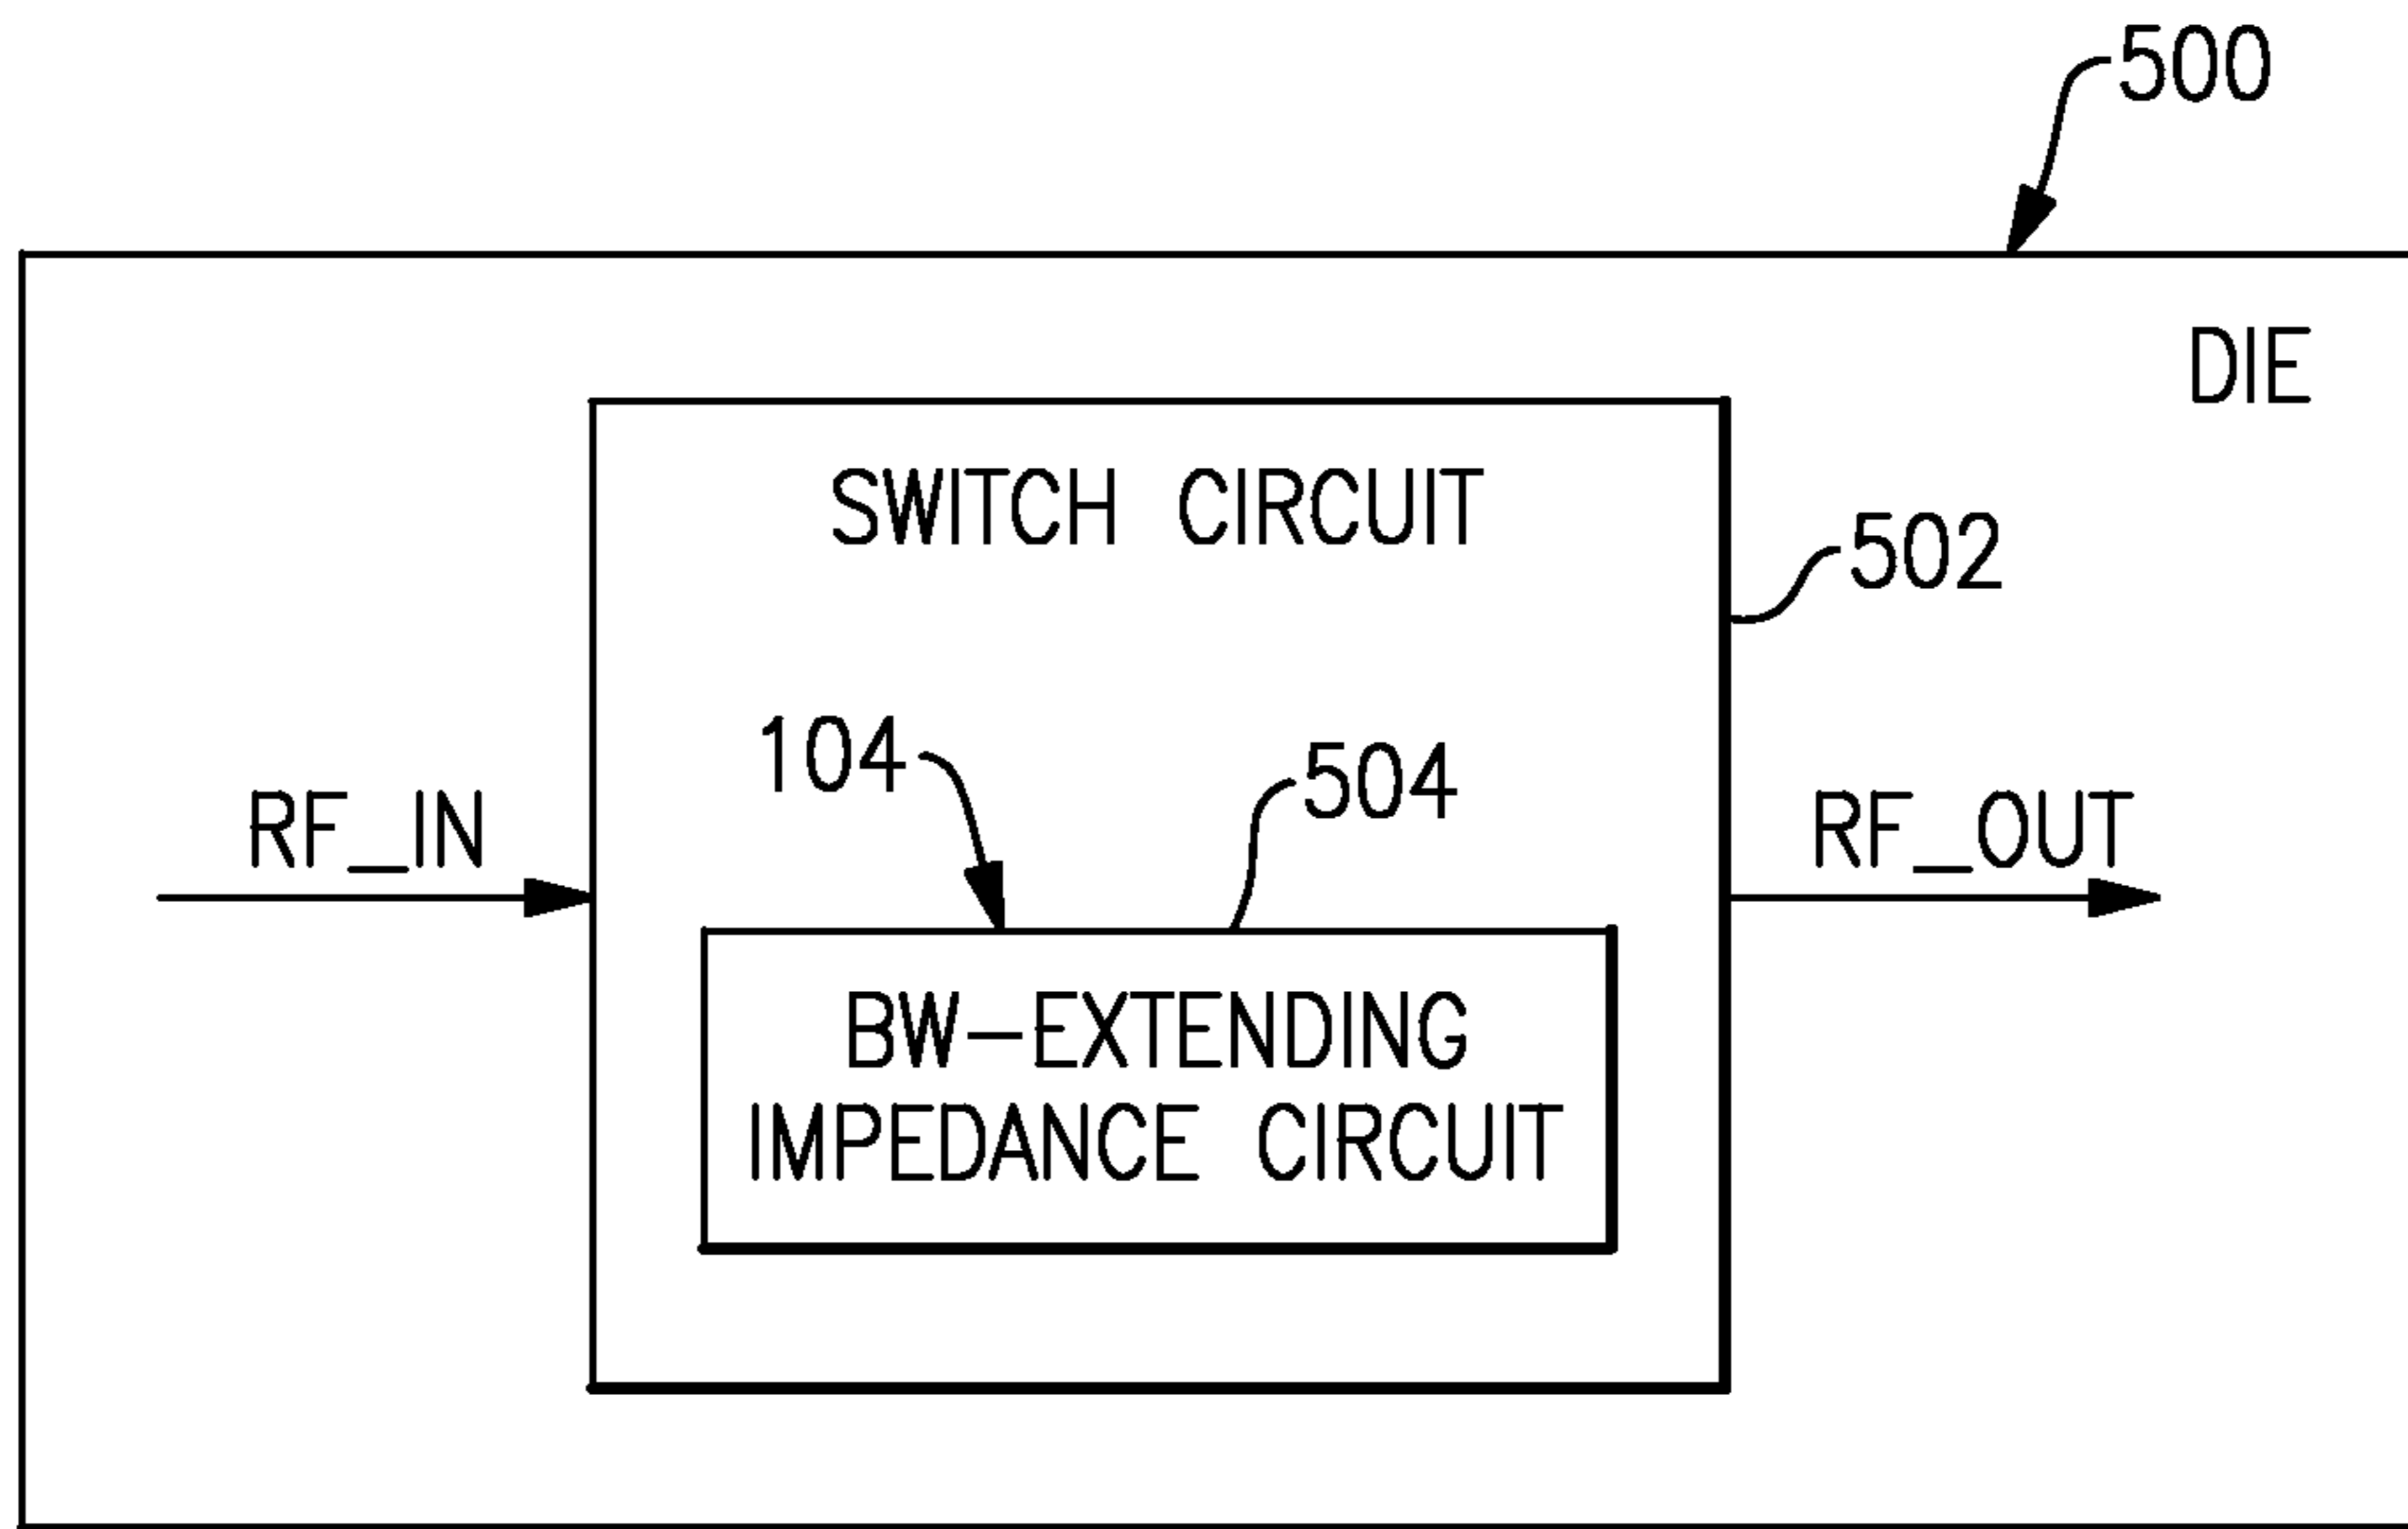 500
DIE
SWITCH CIRCUIT
502
104
504
RF_IN
RF_OUT
BW-EXTENDING
IMPEDANCE CIRCUIT